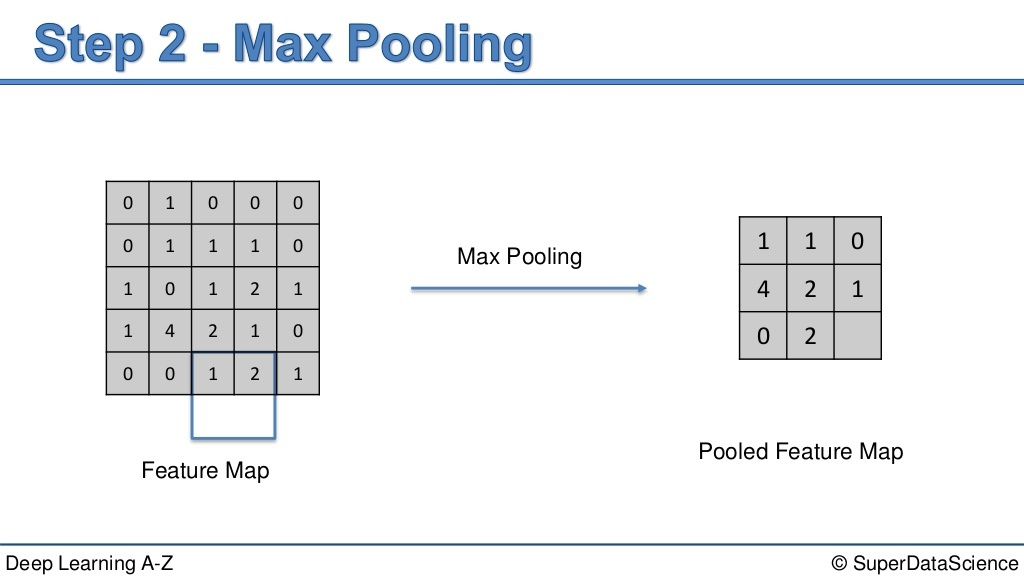 Step 2 - Max Pooling
0 1 0 0 0
0 1 1 1 0
1 0 1 2 1
1 4 2 1 0
0 0 1 2 1
Feature Map
Max Pooling
1 1 0
4 2 1
0 2
Pooled Feature Map
Deep Learning A-Z
© SuperDataScience